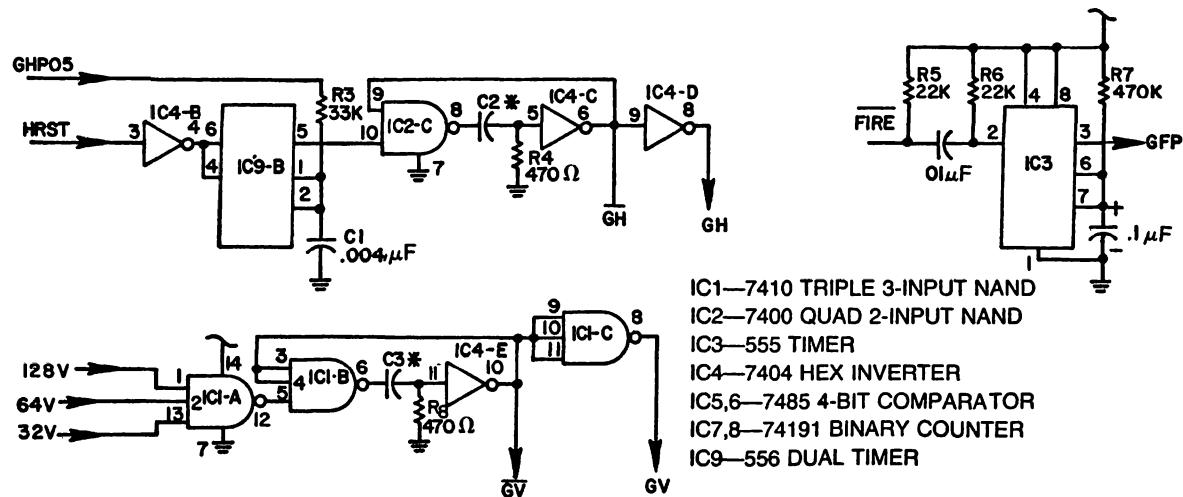 GHPO5
HRST
3
IC4-B
4
6
4
IC9-B
5
1
2
R3
33K
C1
.004µF
9
10
IC2-C
8
7
C2*
R4
470Ω
5
IC4-C
6
GH
9
IC4-D
8
GH
FIRE
R5
22K
R6
22K
01µF
2
4
8
IC3
1
3
6
7
R7
470K
GFP
+
.1µF
-
128V
64V
32V
1
2
13
IC1-A
14
12
7
3
4
5
IC1-B
6
C3*
R8
470Ω
11
IC4-E
10
GV
9
10
11
IC1-C
8
GV
IC1—7410 TRIPLE 3-INPUT NAND
IC2—7400 QUAD 2-INPUT NAND
IC3—555 TIMER
IC4—7404 HEX INVERTER
IC5,6—7485 4-BIT COMPARATOR
IC7,8—74191 BINARY COUNTER
IC9—556 DUAL TIMER